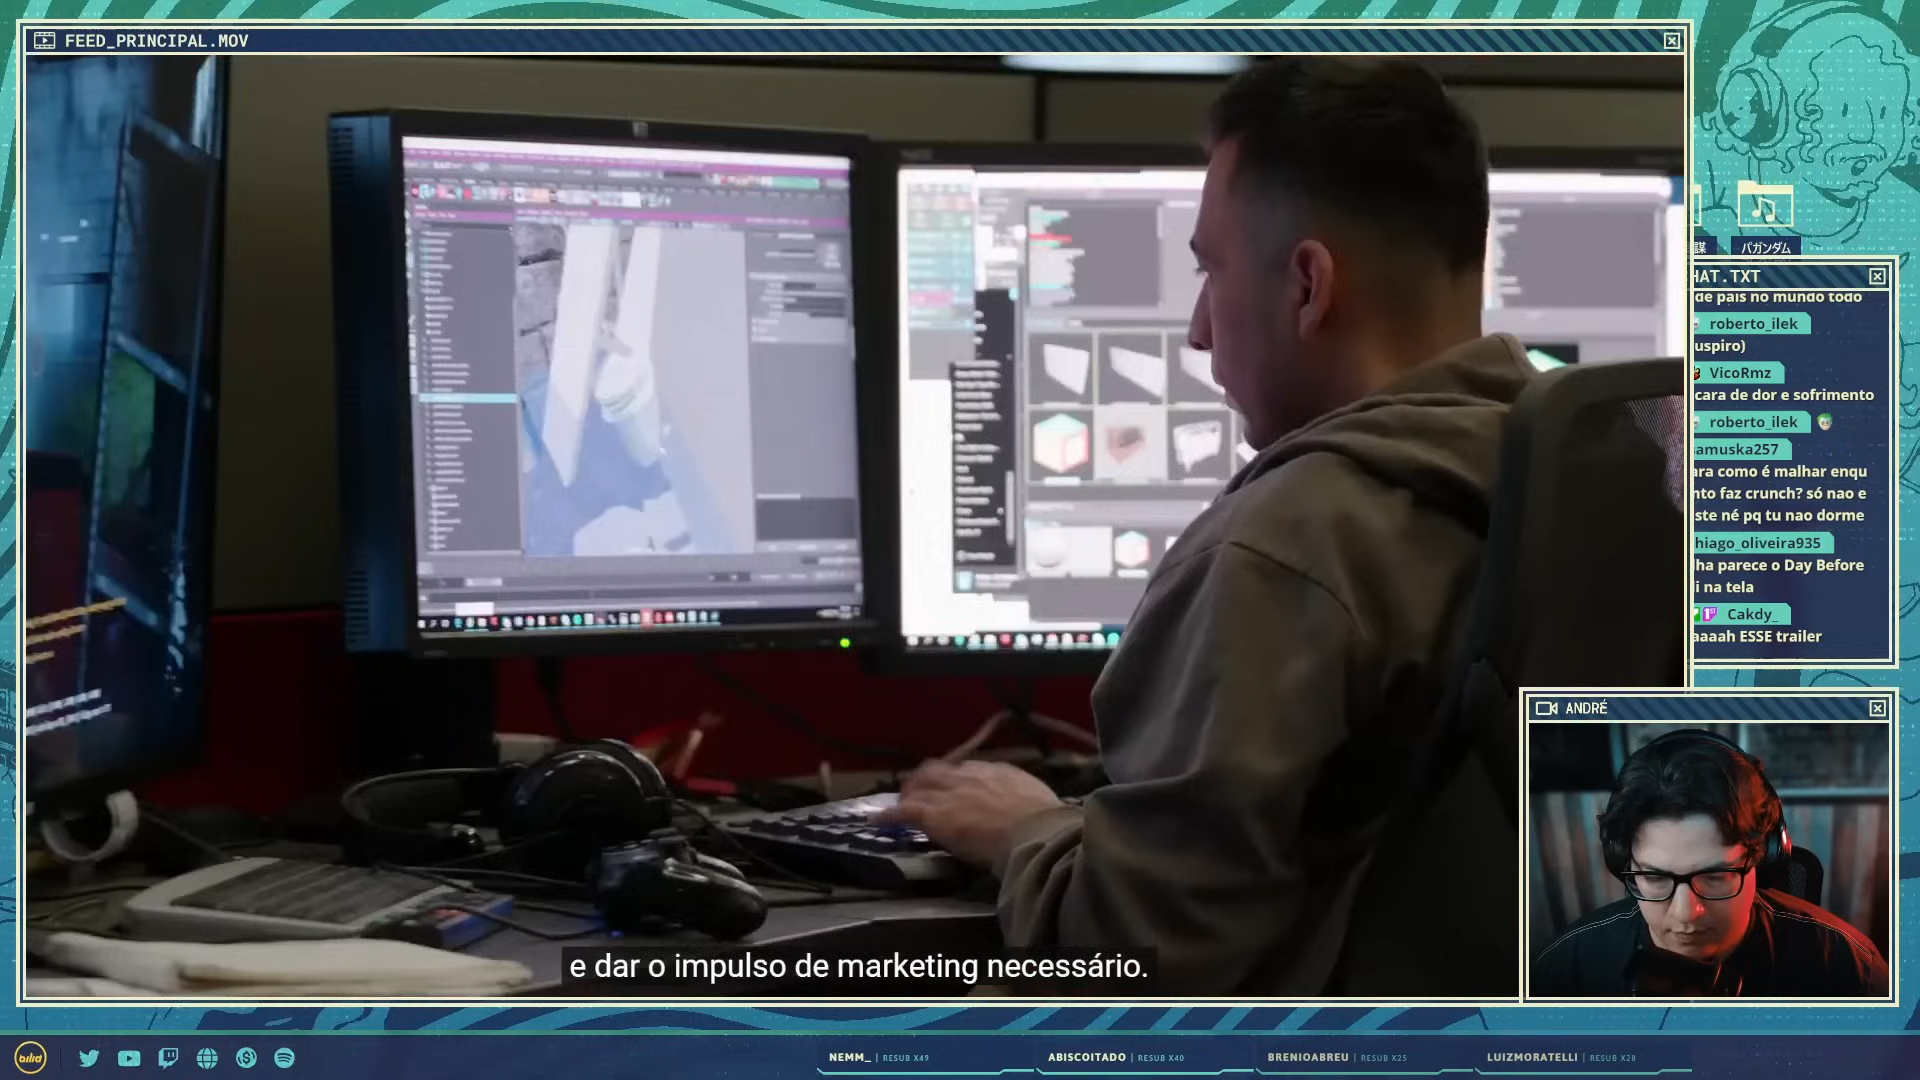 FEED_PRINCIPAL.MOV
パガンダム
HAT.TXT
de pais no mundo todo
roberto_ilek
uspiro)
VicoRmz
cara de dor e sofrimento
roberto_ilek
amuska257
ara como é malhar enqu
nto faz crunch? só nao e
ste né pq tu nao dorme
hiago_oliveira935
lha parece o Day Before
i na tela
Cakdy_
aaaah ESSE trailer
ANDRÉ
e dar o impulso de marketing necessário.
NEMM_ | RESUB X49
ABISCOITADO | RESUB X40
BRENIOABREU | RESUB X25
LUIZMORATELLI | RESUB X28